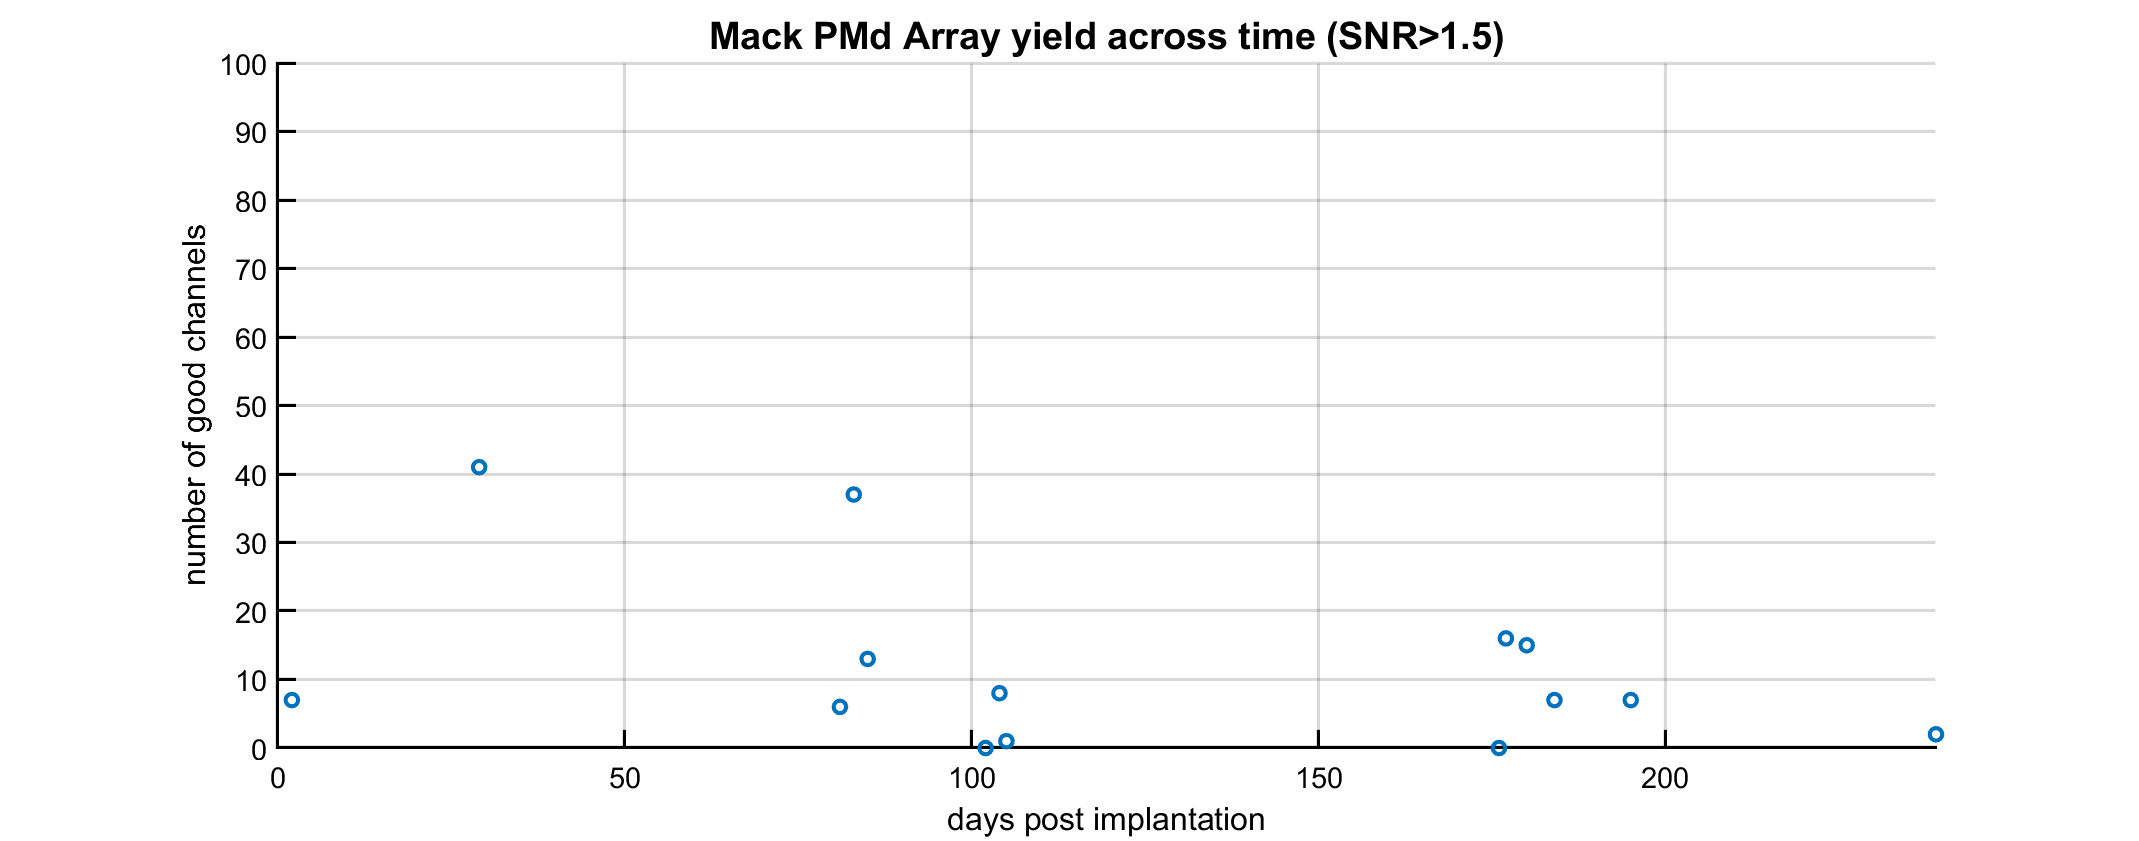 Mack PMd Array yield across time (SNR>1.5)
100
90
80
70
60
50
40
30
20
10
0
number of good channels
0 50 100 150 200
days post implantation